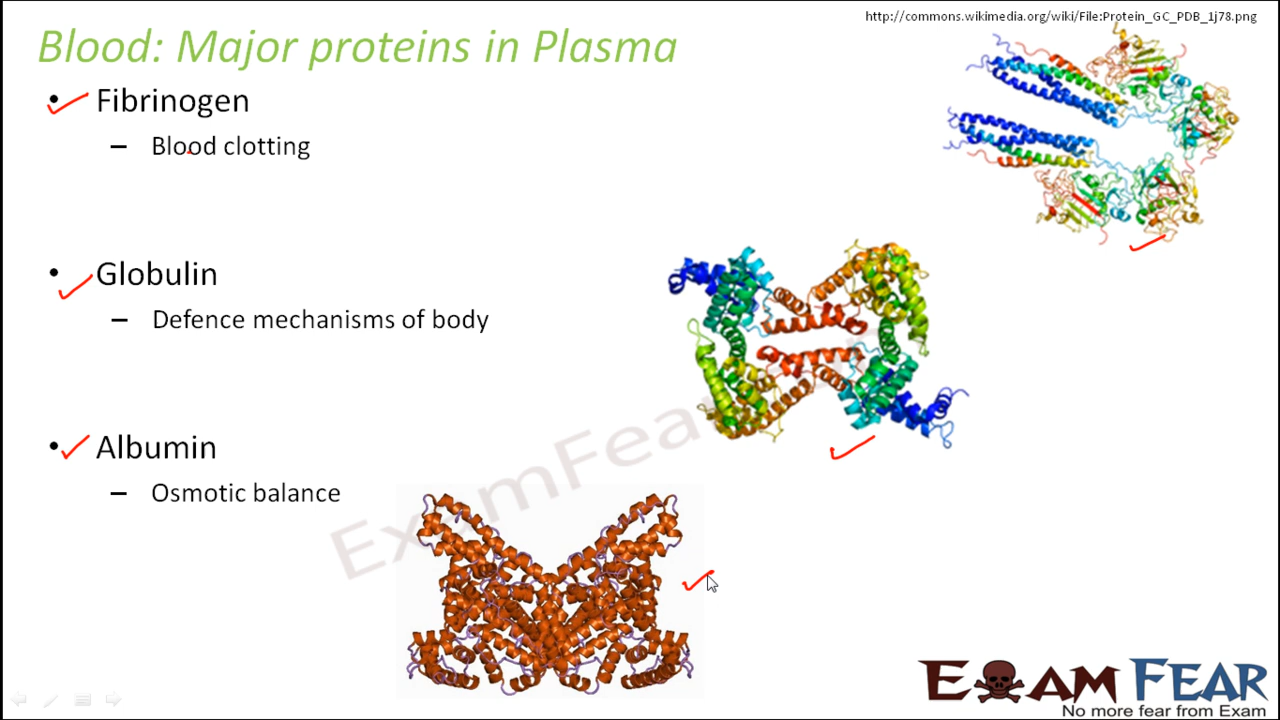 http://commons.wikimedia.org/wiki/File:Protein_GC_PDB_1j78.png
Blood: Major proteins in Plasma
• Fibrinogen
– Blood clotting
• Globulin
– Defence mechanisms of body
• Albumin
– Osmotic balance
ExamFear
EXAM FEAR
No more fear from Exam